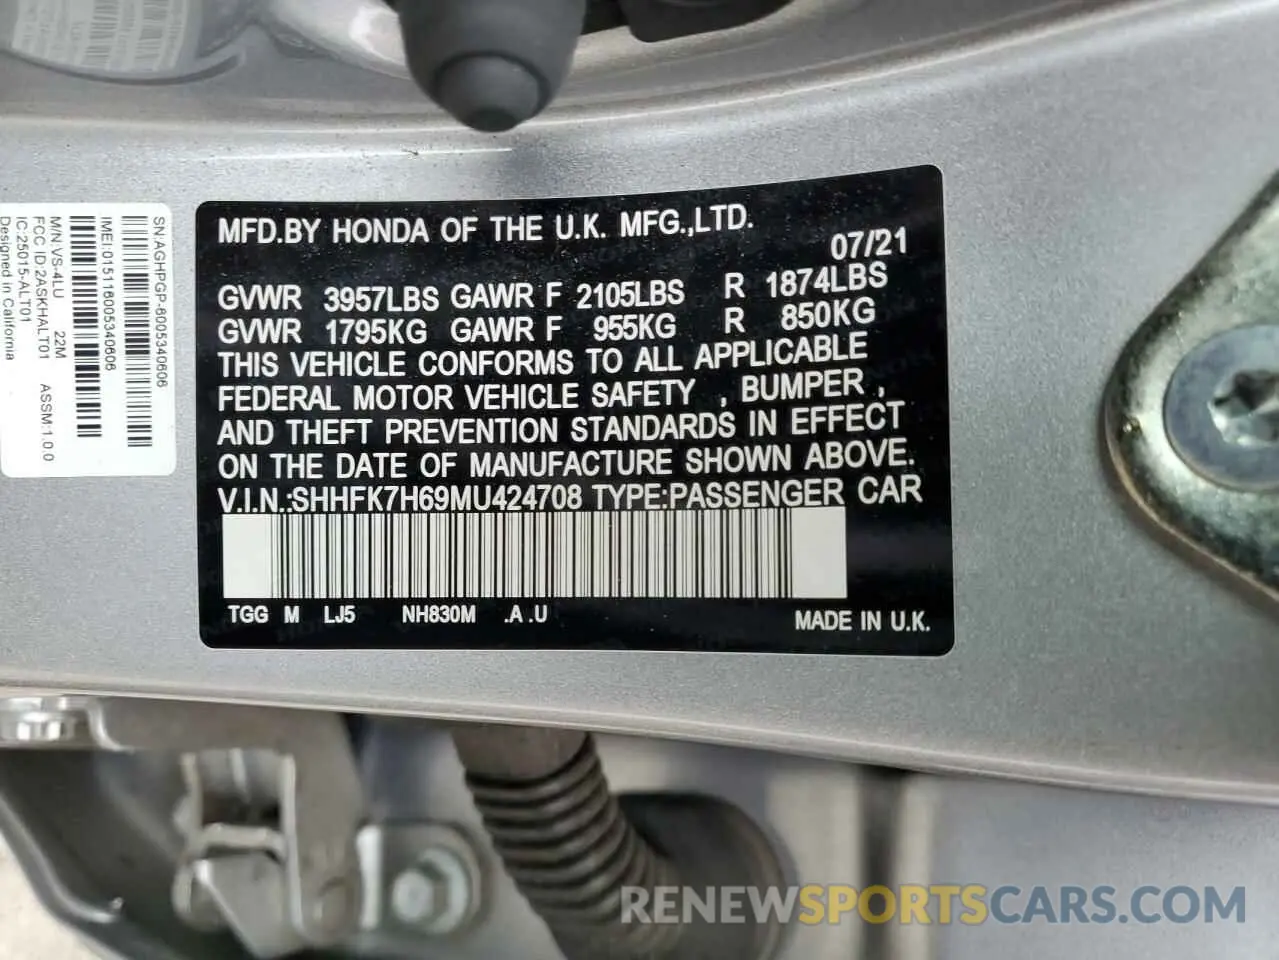 MFD.BY HONDA OF THE U.K. MFG.,LTD.
07/21
GVWR 3957LBS GAWR F 2105LBS R 1874LBS
GVWR 1795KG GAWR F 955KG R 850KG
THIS VEHICLE CONFORMS TO ALL APPLICABLE
FEDERAL MOTOR VEHICLE SAFETY , BUMPER ,
AND THEFT PREVENTION STANDARDS IN EFFECT
ON THE DATE OF MANUFACTURE SHOWN ABOVE.
V.I.N.:SHHFK7H69MU424708 TYPE:PASSENGER CAR
TGG M LJ5 NH830M .A .U
MADE IN U.K.
SN:AGHPGP-6005340606
IMEI:015116005340606
M/N:VS-4LU 22M
FCC ID:2ASKHALT01 ASSM:1.0.0
IC:25015-ALT01
Designed in California
RENEWSPORTSCARS.COM